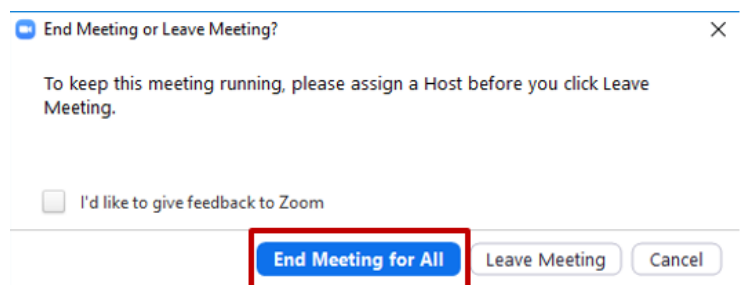 End Meeting or Leave Meeting?
To keep this meeting running, please assign a Host before you click Leave
Meeting.
I'd like to give feedback to Zoom
End Meeting for All Leave Meeting Cancel